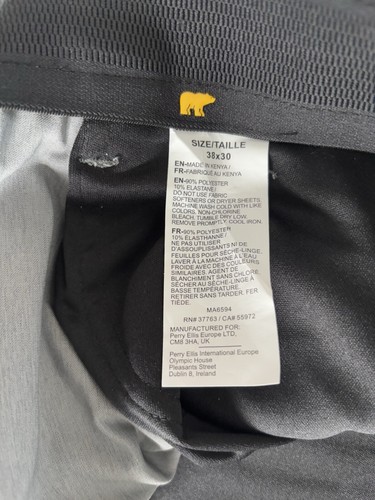 SIZE/TAILLE
38x30
EN-MADE IN KENYA /
FR-FABRIQUÉ AU KENYA
EN-90% POLYESTER
10% ELASTANE /
DO NOT USE FABRIC
SOFTENERS OR DRYER SHEETS,
MACHINE WASH COLD WITH LIKE
COLORS, NON-CHLORINE
BLEACH, TUMBLE DRY LOW.
REMOVE PROMPTLY, COOL IRON.
FR-90% POLYESTER
10% ELASTHANNE /
NE PAS UTILISER
D'ASSOUPLISSANTS NI DE
FEUILLES POUR SÈCHE-LINGE.
LAVER À LA MACHINE À L'EAU
FROIDE AVEC DES COULEURS
SIMILAIRES, AGENT DE
BLANCHIMENT SANS CHLORE
SÉCHER AU SÈCHE-LINGE À
BASSE TEMPÉRATURE.
RETIRER SANS TARDER, FER
TIÈDE.
MA6594
RN# 37763 / CA# 55972
MANUFACTURED FOR:
Perry Ellis Europe LTD.
CM8 3HA, UK
Perry Ellis International Europe
Olympic House
Pleasants Street
Dublin 8, Ireland